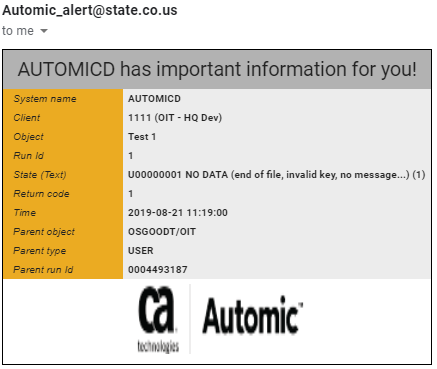 Automic_alert@state.co.us
to me
AUTOMICD has important information for you!
System name AUTOMICD
Client 1111 (OIT - HQ Dev)
Object Test 1
Run Id 1
State (Text) U00000001 NO DATA (end of file, invalid key, no message...) (1)
Return code 1
Time 2019-08-21 11:19:00
Parent object OSGOODT/OIT
Parent type USER
Parent run Id 0004493187
ca technologies Automic™